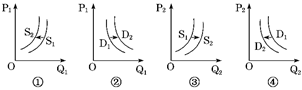 P₁ P₁ P₂ P₂
S₂ S₁ D₁ D₂ S₁ S₂ D₂ D₁
O Q₁ O Q₁ O Q₂ O Q₂
① ② ③ ④